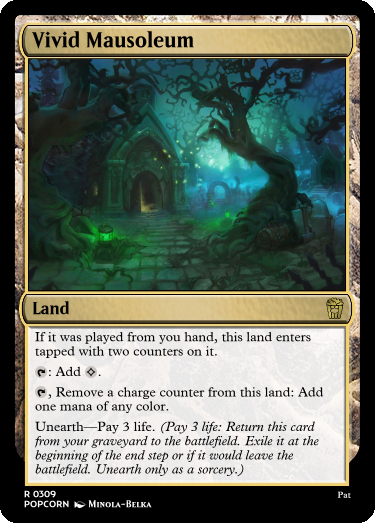 Vivid Mausoleum
Land
If it was played from you hand, this land enters
tapped with two counters on it.
: Add .
, Remove a charge counter from this land: Add
one mana of any color.
Unearth—Pay 3 life. (Pay 3 life: Return this card
from your graveyard to the battlefield. Exile it at the
beginning of the end step or if it would leave the
battlefield. Unearth only as a sorcery.)
R 0309
POPCORN Minola-Belka
Pat